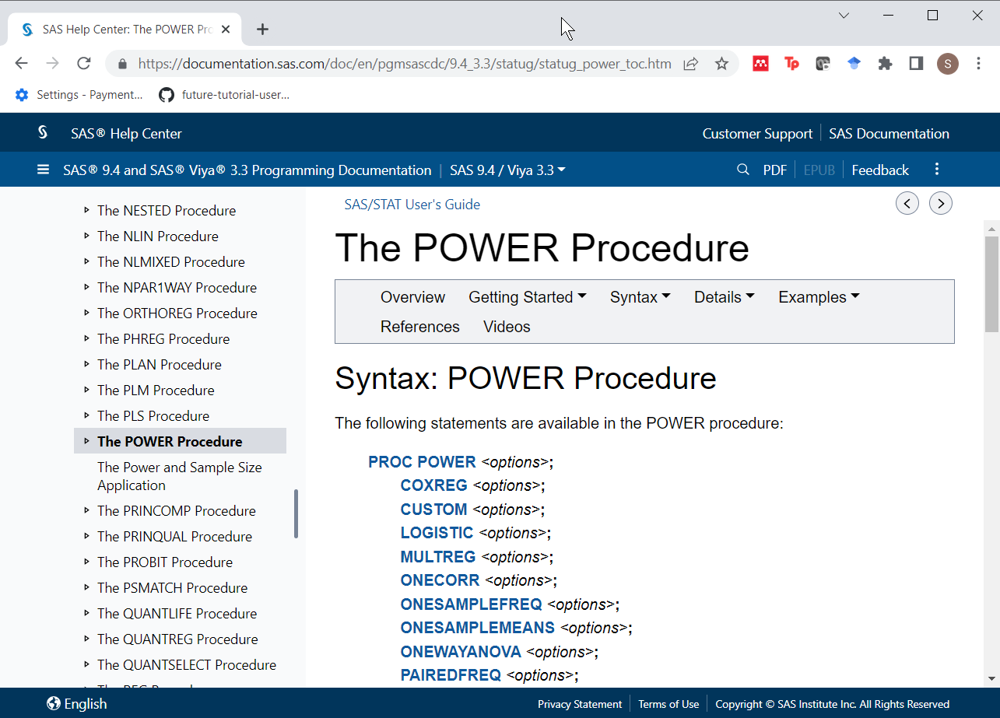 SAS Help Center: The POWER Pro
https://documentation.sas.com/doc/en/pgmsascdc/9.4_3.3/statug/statug_power_toc.htm
S
Settings - Payment...
future-tutorial-user...
SAS® Help Center
Customer Support
SAS Documentation
SAS® 9.4 and SAS® Viya® 3.3 Programming Documentation | SAS 9.4 / Viya 3.3
PDF
EPUB
Feedback
The NESTED Procedure
The NLIN Procedure
The NLMIXED Procedure
The NPAR1WAY Procedure
The ORTHOREG Procedure
The PHREG Procedure
The PLAN Procedure
The PLM Procedure
The PLS Procedure
The POWER Procedure
The Power and Sample Size
Application
The PRINCOMP Procedure
The PRINQUAL Procedure
The PROBIT Procedure
The PSMATCH Procedure
The QUANTLIFE Procedure
The QUANTREG Procedure
The QUANTSELECT Procedure
SAS/STAT User's Guide
The POWER Procedure
Overview Getting Started Syntax Details Examples
References Videos
Syntax: POWER Procedure
The following statements are available in the POWER procedure:
PROC POWER <options>;
COXREG <options>;
CUSTOM <options>;
LOGISTIC <options>;
MULTREG <options>;
ONECORR <options>;
ONESAMPLEFREQ <options>;
ONESAMPLEMEANS <options>;
ONEWAYANOVA <options>;
PAIREDFREQ <options>;
English
Privacy Statement
Terms of Use
Copyright © SAS Institute Inc. All Rights Reserved